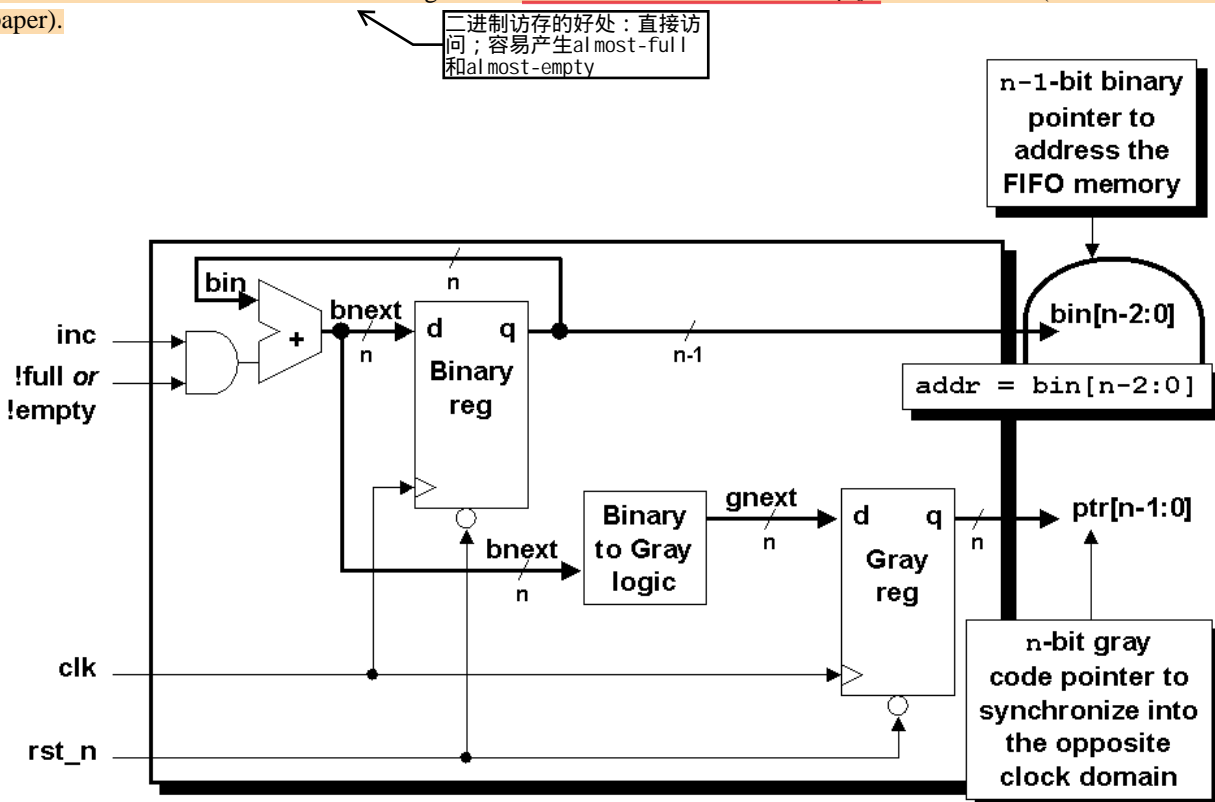 paper).
二进制访存的好处：直接访
问；容易产生almost-full
和almost-empty
n-1-bit binary
pointer to
address the
FIFO memory
bin
n
bnext
n
+
d q
Binary
reg
n-1
bin[n-2:0]
addr = bin[n-2:0]
inc
!full or
!empty
bnext
n
Binary
to Gray
logic
gnext
n
d q
Gray
reg
n
ptr[n-1:0]
n-bit gray
code pointer to
synchronize into
the opposite
clock domain
clk
rst_n